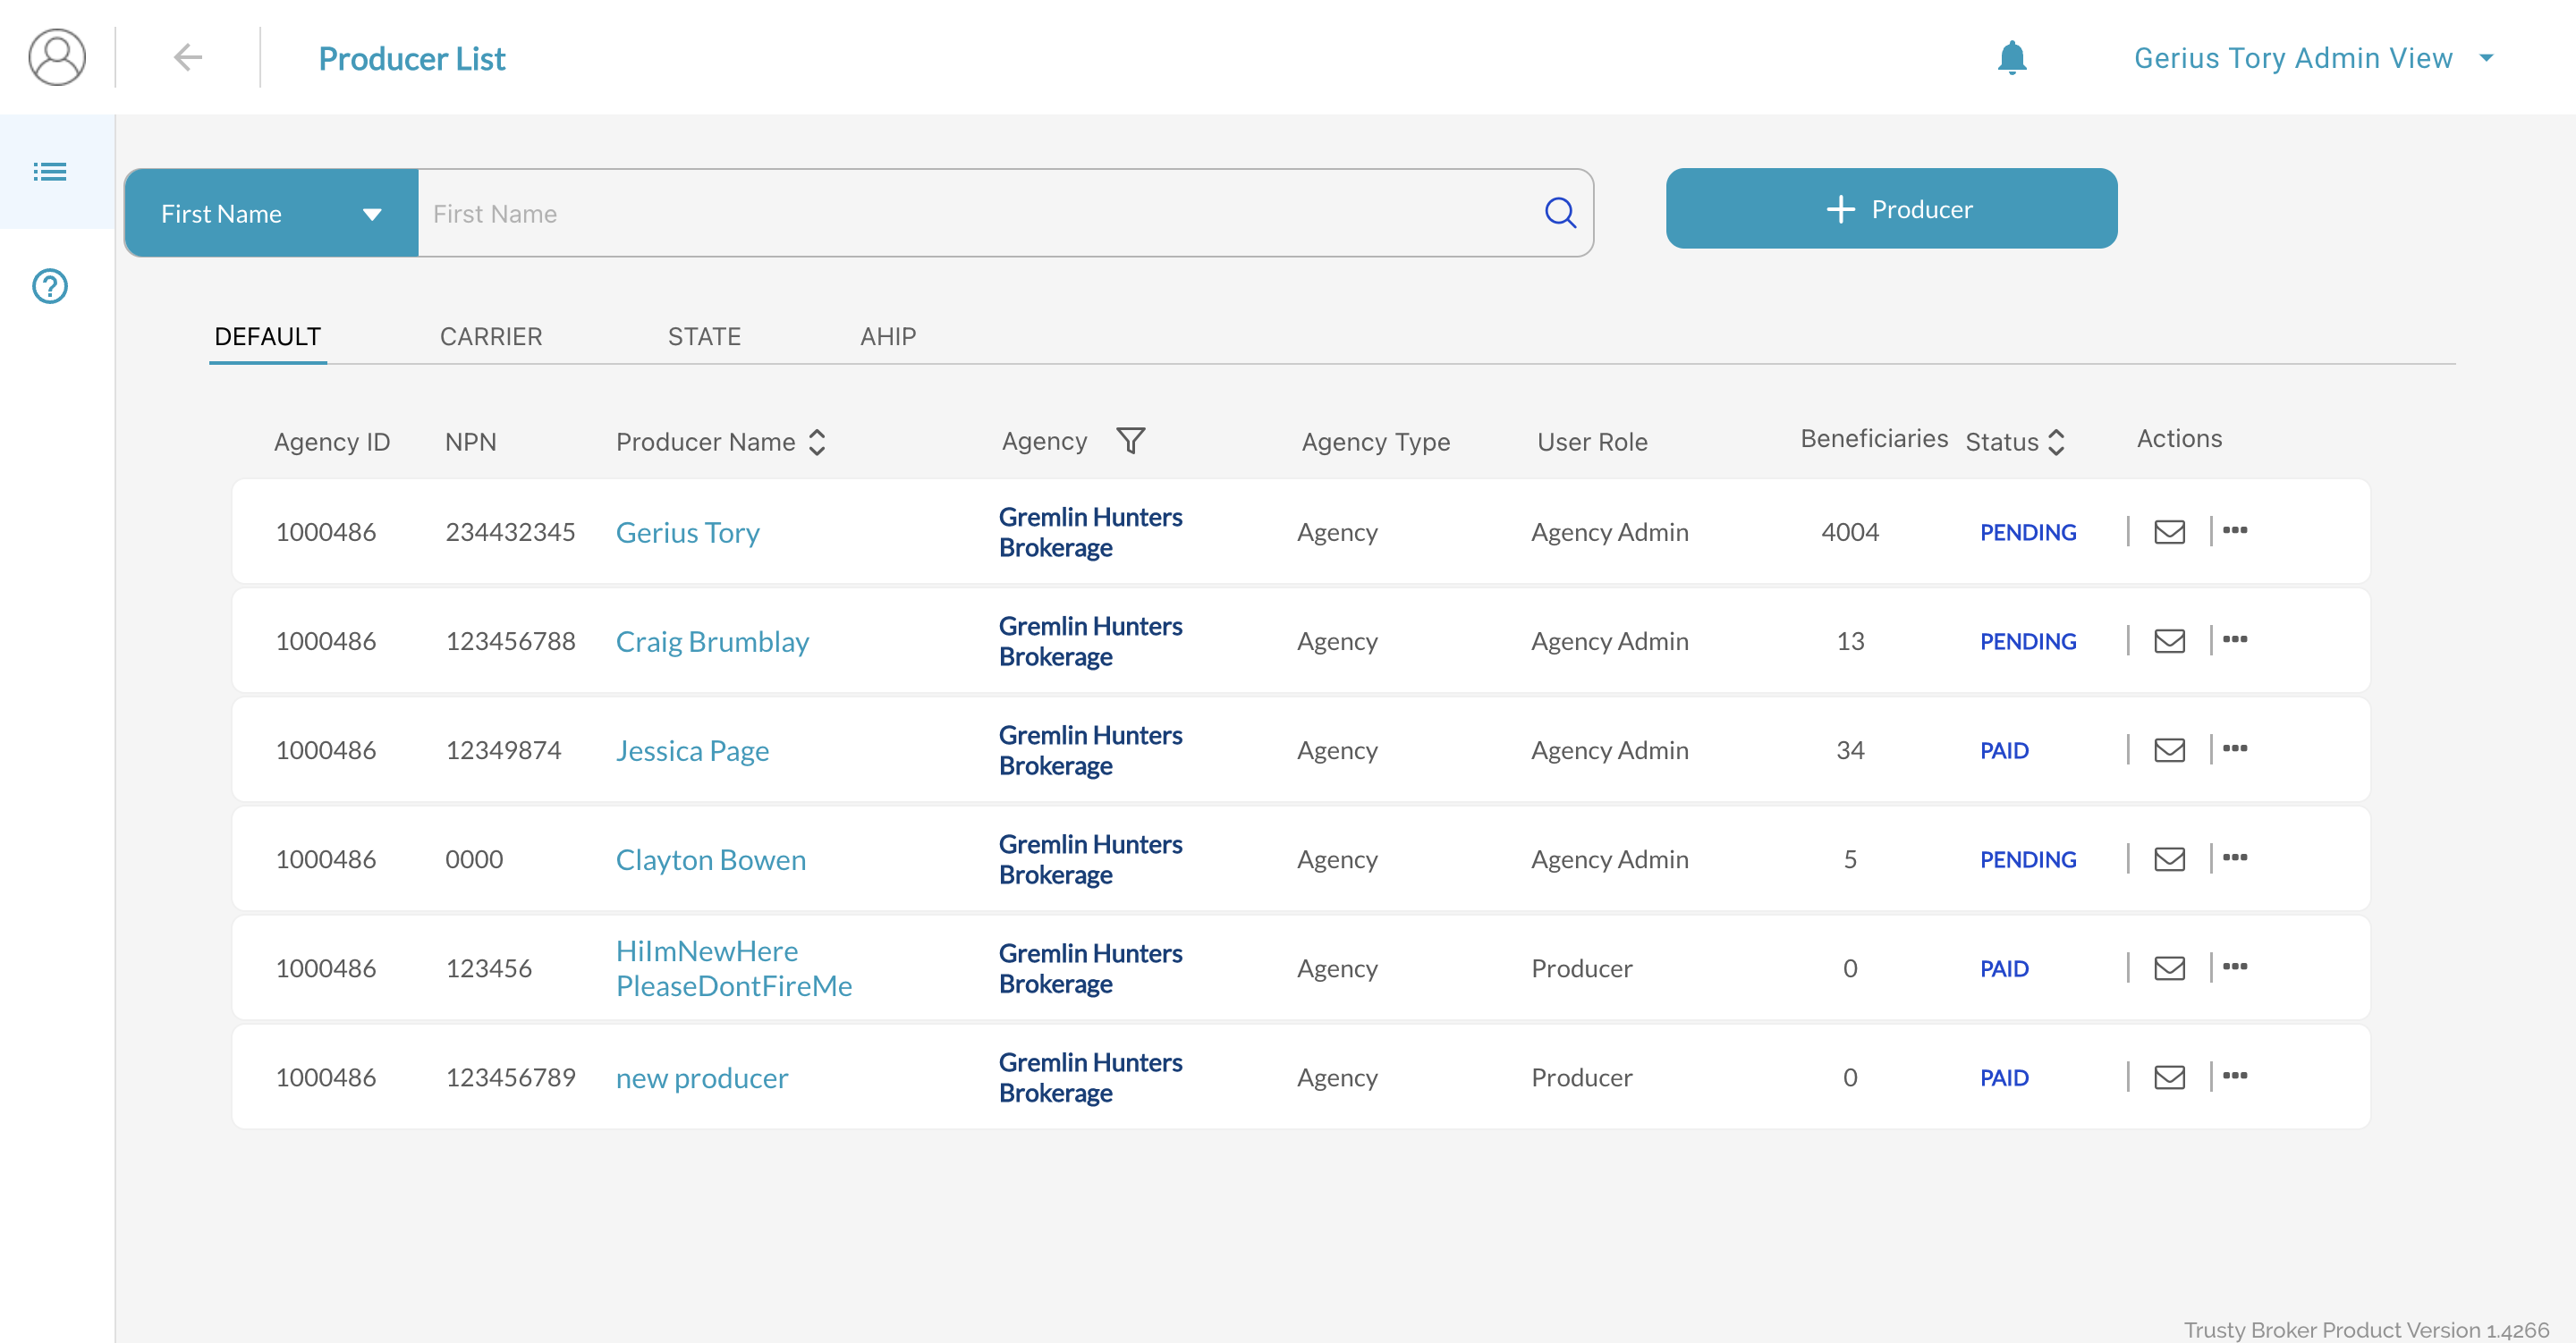 Producer List
Gerius Tory Admin View
First Name
First Name
Producer
DEFAULT CARRIER STATE AHIP
Agency ID NPN Producer Name Agency Agency Type User Role Beneficiaries Status Actions
1000486 234432345 Gerius Tory Gremlin Hunters Brokerage Agency Agency Admin 4004 PENDING
1000486 123456788 Craig Brumblay Gremlin Hunters Brokerage Agency Agency Admin 13 PENDING
1000486 12349874 Jessica Page Gremlin Hunters Brokerage Agency Agency Admin 34 PAID
1000486 0000 Clayton Bowen Gremlin Hunters Brokerage Agency Agency Admin 5 PENDING
1000486 123456 HiImNewHere PleaseDontFireMe Gremlin Hunters Brokerage Agency Producer 0 PAID
1000486 123456789 new producer Gremlin Hunters Brokerage Agency Producer 0 PAID
Trusty Broker Product Version 1.4266